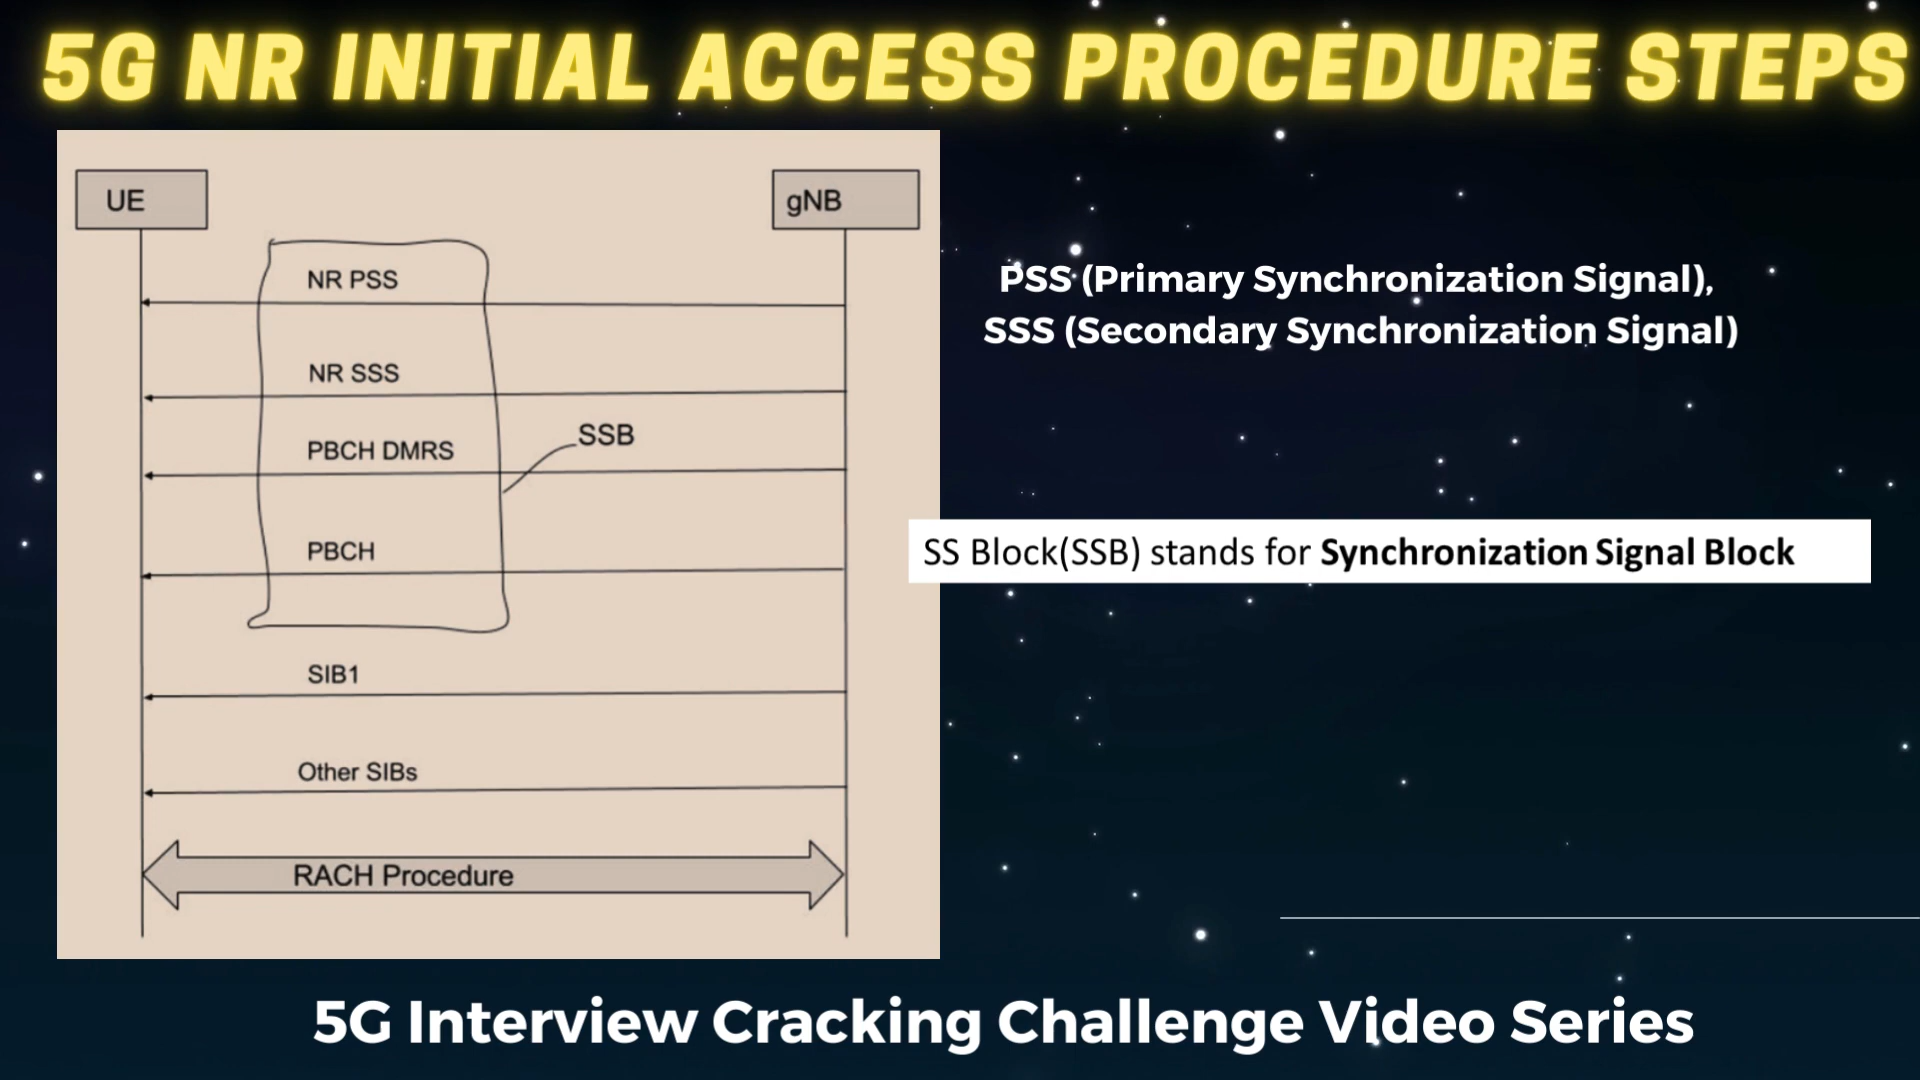 5G NR INITIAL ACCESS PROCEDURE STEPS
UE
gNB
NR PSS
NR SSS
SSB
PBCH DMRS
PBCH
SIB1
Other SIBs
RACH Procedure
PSS (Primary Synchronization Signal),
SSS (Secondary Synchronization Signal)
SS Block(SSB) stands for Synchronization Signal Block
5G Interview Cracking Challenge Video Series